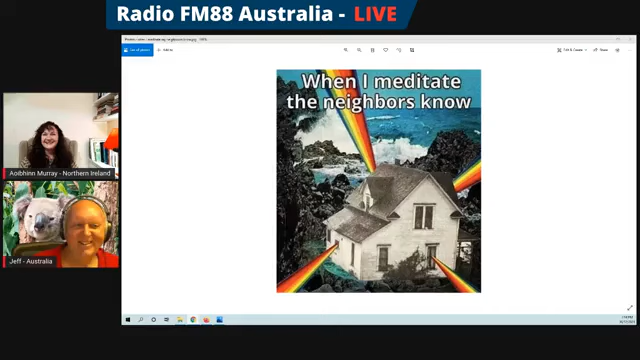 Radio FM88 Australia - LIVE
When I meditate
the neighbors know
Aoibhinn Murray - Northern Ireland
Jeff - Australia